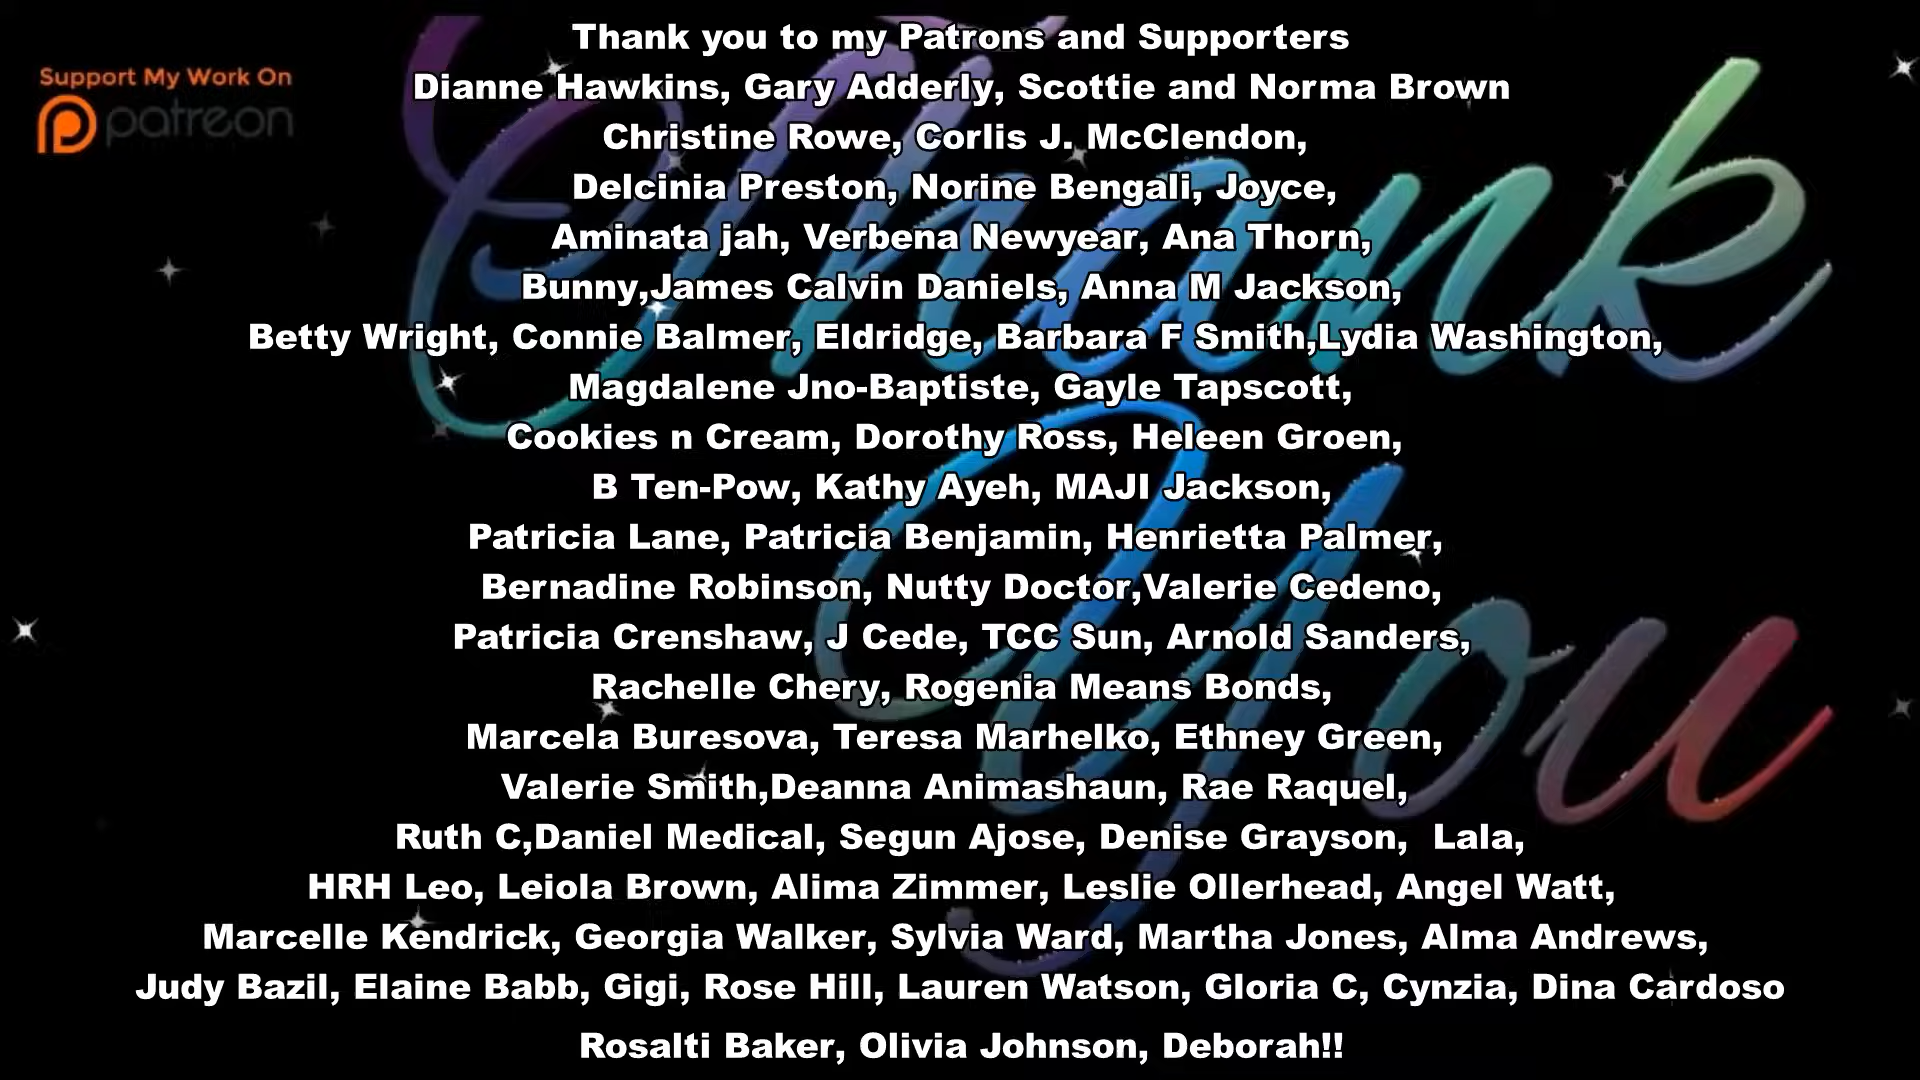 Thank you to my Patrons and Supporters
Support My Work On
patreon
Dianne Hawkins, Gary Adderly, Scottie and Norma Brown
Christine Rowe, Corlis J. McClendon,
Delcinia Preston, Norine Bengali, Joyce,
Aminata jah, Verbena Newyear, Ana Thorn,
Bunny,James Calvin Daniels, Anna M Jackson,
Betty Wright, Connie Balmer, Eldridge, Barbara F Smith,Lydia Washington,
Magdalene Jno-Baptiste, Gayle Tapscott,
Cookies n Cream, Dorothy Ross, Heleen Groen,
B Ten-Pow, Kathy Ayeh, MAJI Jackson,
Patricia Lane, Patricia Benjamin, Henrietta Palmer,
Bernadine Robinson, Nutty Doctor,Valerie Cedeno,
Patricia Crenshaw, J Cede, TCC Sun, Arnold Sanders,
Rachelle Chery, Rogenia Means Bonds,
Marcela Buresova, Teresa Marhelko, Ethney Green,
Valerie Smith,Deanna Animashaun, Rae Raquel,
Ruth C,Daniel Medical, Segun Ajose, Denise Grayson,  Lala,
HRH Leo, Leiola Brown, Alima Zimmer, Leslie Ollerhead, Angel Watt,
Marcelle Kendrick, Georgia Walker, Sylvia Ward, Martha Jones, Alma Andrews,
Judy Bazil, Elaine Babb, Gigi, Rose Hill, Lauren Watson, Gloria C, Cynzia, Dina Cardoso
Rosalti Baker, Olivia Johnson, Deborah!!
Thank
You